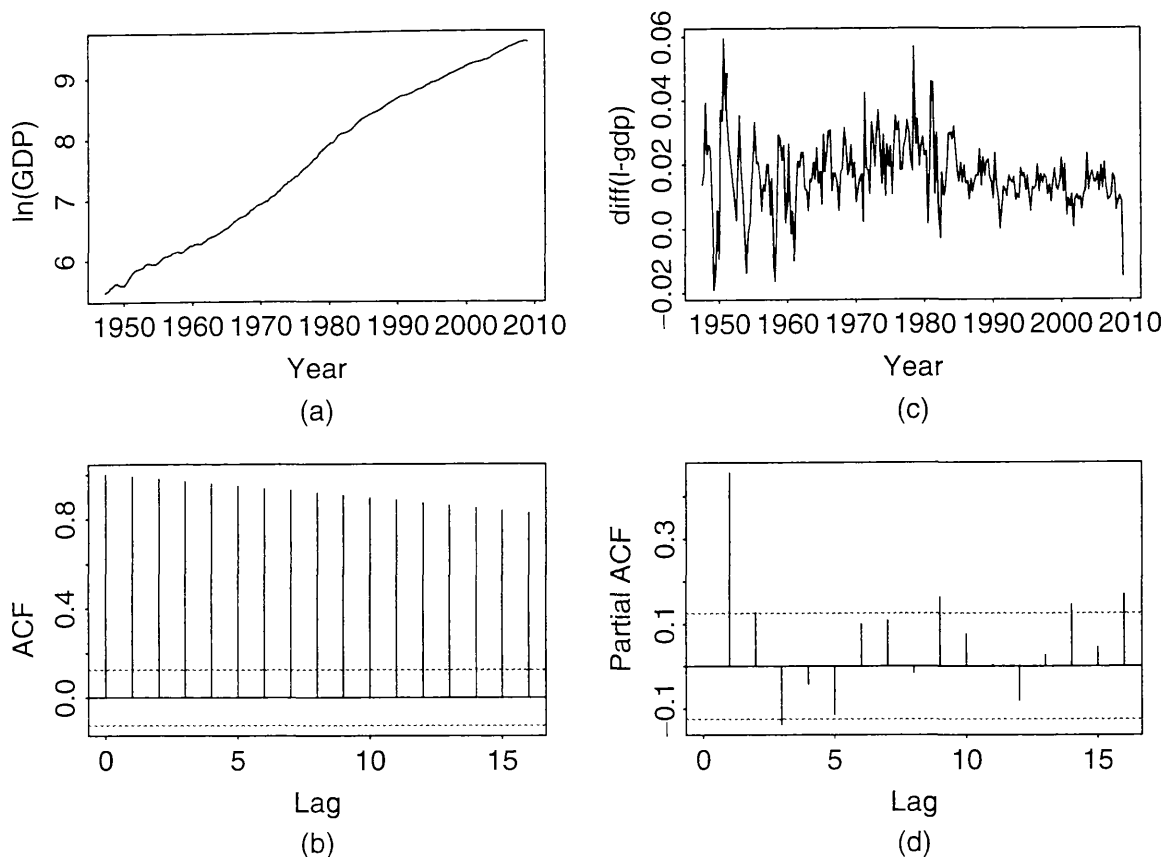 ln(GDP)
9
8
7
6
1950 1960 1970 1980 1990 2000 2010
Year
(a)
diff(l-gdp)
0.06
0.04
0.02
0.0
−0.02
1950 1960 1970 1980 1990 2000 2010
Year
(c)
ACF
0.8
0.4
0.0
0 5 10 15
Lag
(b)
Partial ACF
0.3
0.1
−0.1
0 5 10 15
Lag
(d)